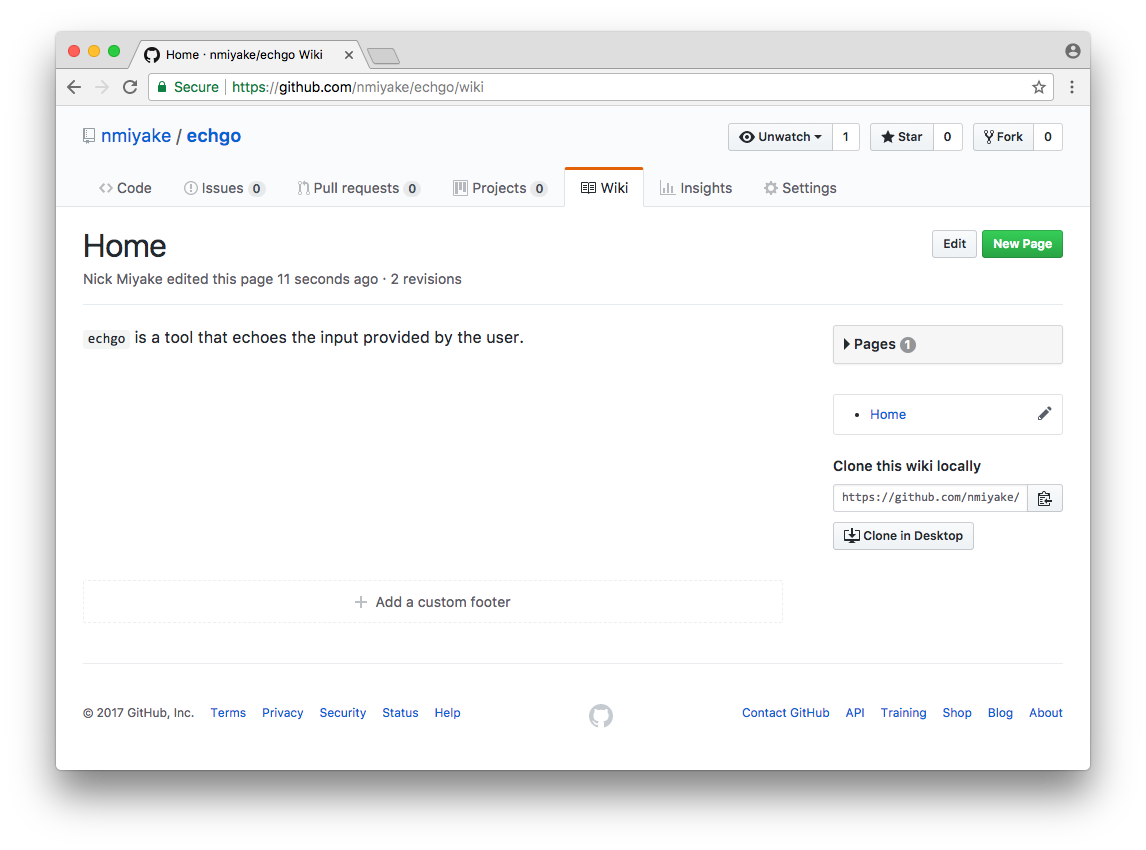 Home · nmiyake/echgo Wiki
Secure https://github.com/nmiyake/echgo/wiki
nmiyake / echgo
Unwatch 1 Star 0 Fork 0
Code Issues 0 Pull requests 0 Projects 0 Wiki Insights Settings
Home
Edit New Page
Nick Miyake edited this page 11 seconds ago · 2 revisions
echgo is a tool that echoes the input provided by the user.
Pages 1
Home
Clone this wiki locally
https://github.com/nmiyake/
Clone in Desktop
Add a custom footer
© 2017 GitHub, Inc. Terms Privacy Security Status Help Contact GitHub API Training Shop Blog About